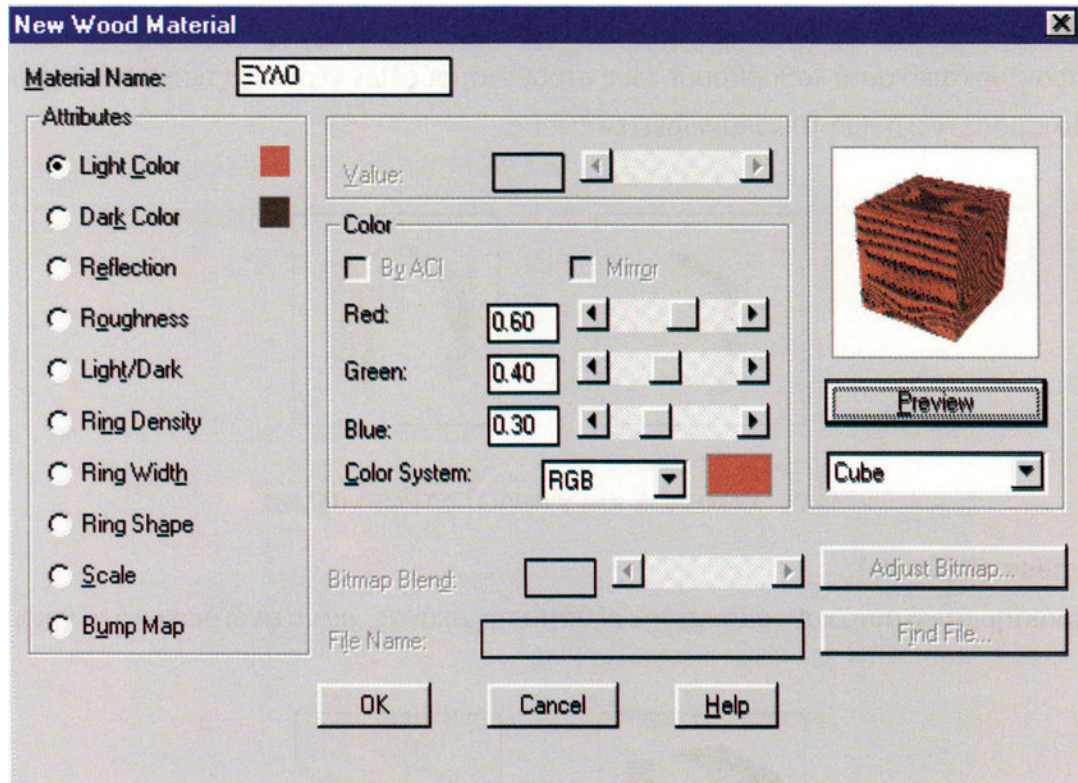 New Wood Material
Material Name: ΞΥΛΟ
Attributes
Light Color
Dark Color
Reflection
Roughness
Light/Dark
Ring Density
Ring Width
Ring Shape
Scale
Bump Map
Value:
Color
By ACI
Mirror
Red: 0.60
Green: 0.40
Blue: 0.30
Color System: RGB
Preview
Cube
Bitmap Blend:
Adjust Bitmap...
File Name:
Find File...
OK
Cancel
Help